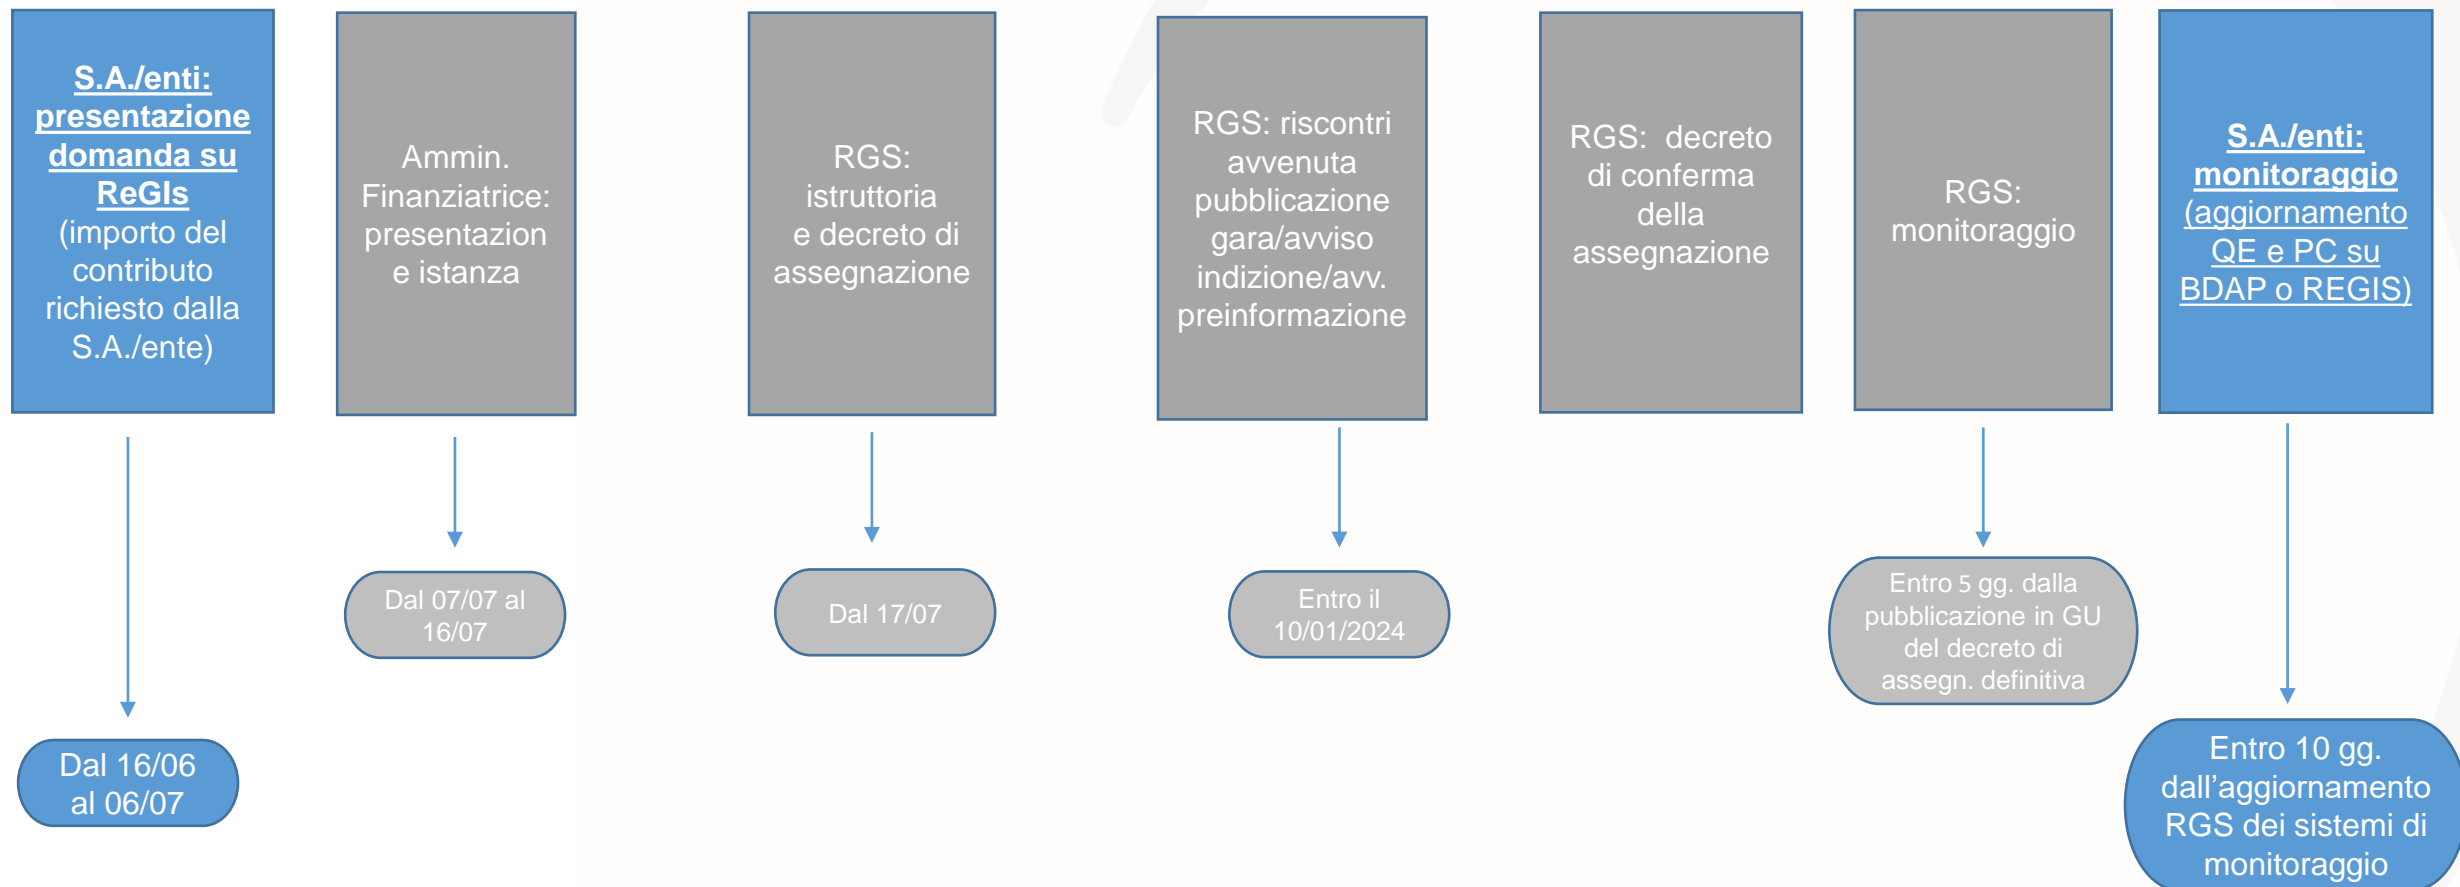 S.A./enti:
presentazione
domanda su
ReGIs
(importo del
contributo
richiesto dalla
S.A./ente)
Ammin.
Finanziatrice:
presentazion
e istanza
RGS:
istruttoria
e decreto di
assegnazione
RGS: riscontri
avvenuta
pubblicazione
gara/avviso
indizione/avv.
preinformazione
RGS: decreto
di conferma
della
assegnazione
RGS:
monitoraggio
S.A./enti:
monitoraggio
(aggiornamento
QE e PC su
BDAP o REGIS)
Dal 16/06
al 06/07
Dal 07/07 al
16/07
Dal 17/07
Entro il
10/01/2024
Entro 5 gg. dalla
pubblicazione in GU
del decreto di
assegn. definitiva
Entro 10 gg.
dall’aggiornamento
RGS dei sistemi di
monitoraggio